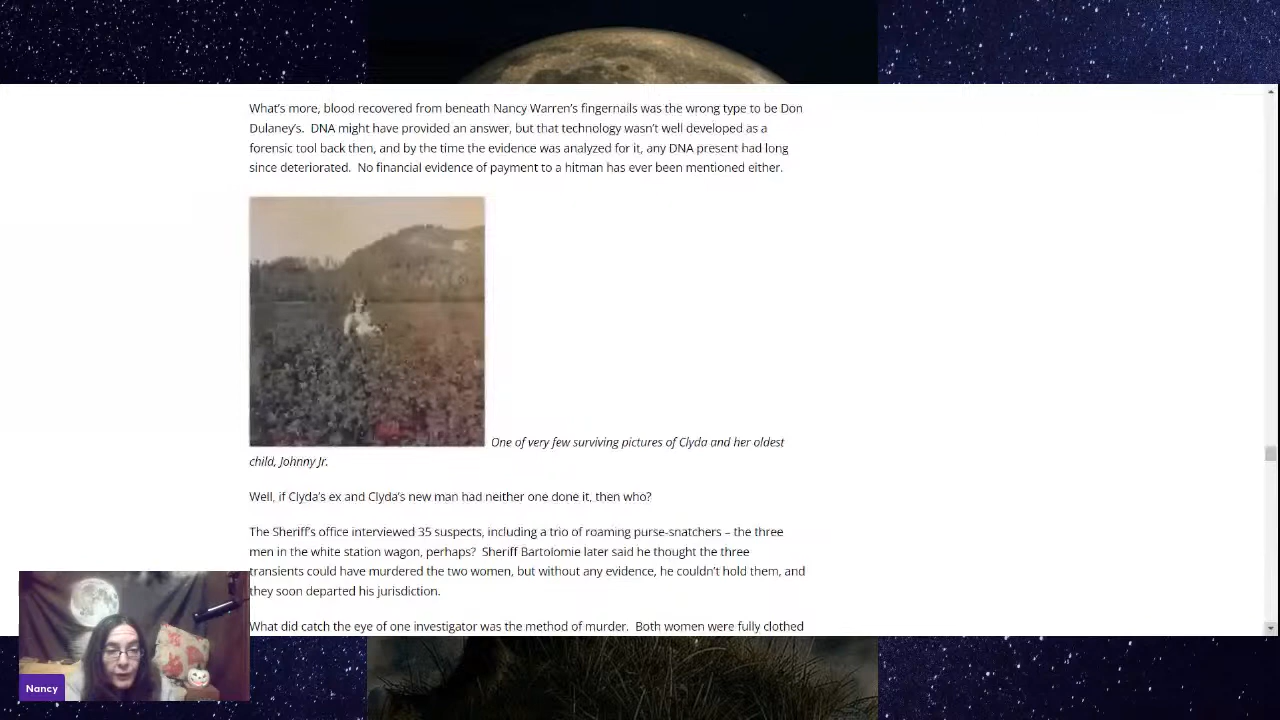 What's more, blood recovered from beneath Nancy Warren's fingernails was the wrong type to be Don
Dulaney's.  DNA might have provided an answer, but that technology wasn't well developed as a
forensic tool back then, and by the time the evidence was analyzed for it, any DNA present had long
since deteriorated.  No financial evidence of payment to a hitman has ever been mentioned either.
One of very few surviving pictures of Clyda and her oldest
child, Johnny Jr.
Well, if Clyda's ex and Clyda's new man had neither one done it, then who?
The Sheriff's office interviewed 35 suspects, including a trio of roaming purse-snatchers – the three
men in the white station wagon, perhaps?  Sheriff Bartolomie later said he thought the three
transients could have murdered the two women, but without any evidence, he couldn't hold them, and
they soon departed his jurisdiction.
What did catch the eye of one investigator was the method of murder.  Both women were fully clothed
Nancy